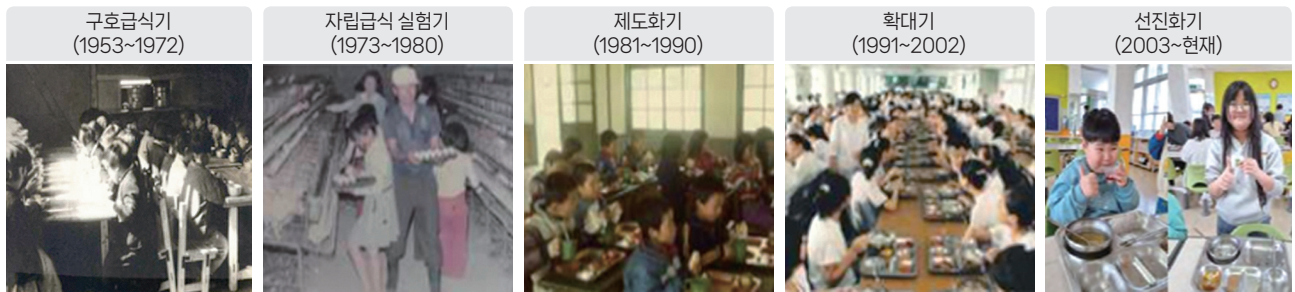 구호급식기
(1953~1972)
자립급식 실험기
(1973~1980)
제도화기
(1981~1990)
확대기
(1991~2002)
선진화기
(2003~현재)